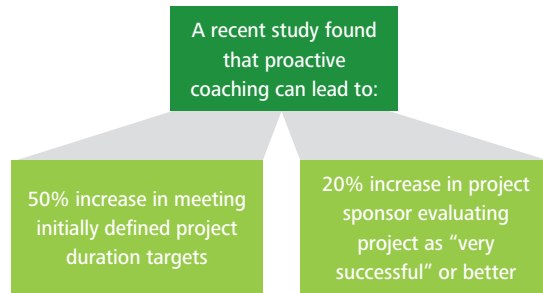 A recent study found
that proactive
coaching can lead to:
50% increase in meeting
initially defined project
duration targets
20% increase in project
sponsor evaluating
project as “very
successful” or better